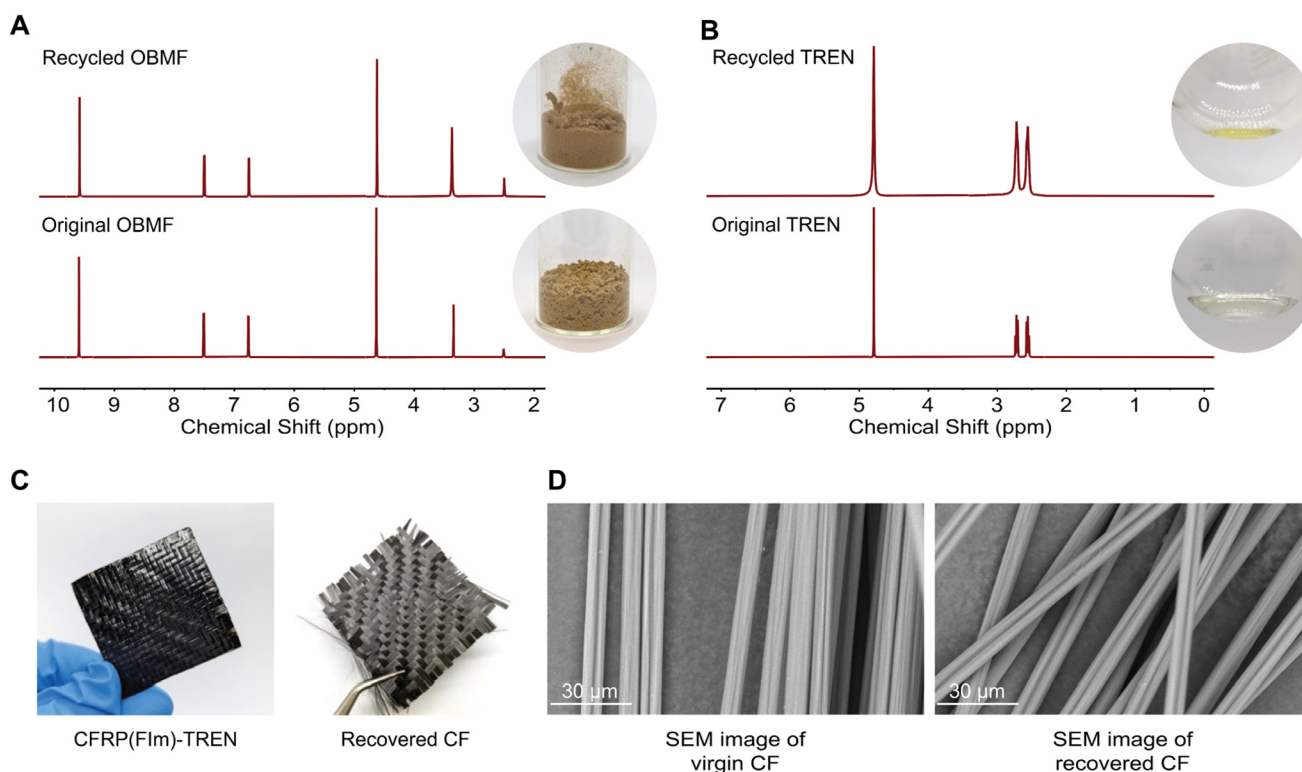 A
Recycled OBMF
Original OBMF
10 9 8 7 6 5 4 3 2
Chemical Shift (ppm)
B
Recycled TREN
Original TREN
7 6 5 4 3 2 1 0
Chemical Shift (ppm)
C
CFRP(FIm)-TREN
Recovered CF
D
30 μm
SEM image of
virgin CF
30 μm
SEM image of
recovered CF